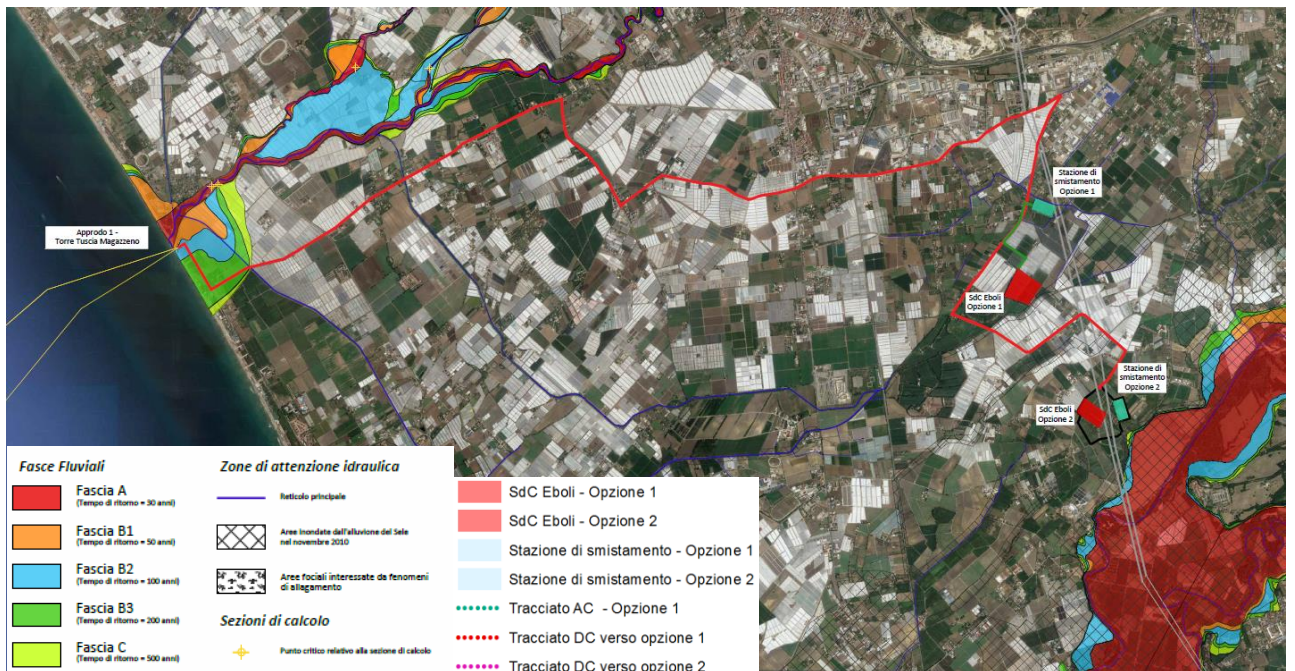 Stazione di
smistamento
Opzione 1
Approdo 1 -
Torre Tuscia Magazzeno
SdC Eboli
Opzione 1
Stazione di
smistamento
Opzione 2
SdC Eboli
Opzione 2
Fasce Fluviali
Fascia A
(Tempo di ritorno = 30 anni)
Fascia B1
(Tempo di ritorno = 50 anni)
Fascia B2
(Tempo di ritorno = 100 anni)
Fascia B3
(Tempo di ritorno = 200 anni)
Fascia C
(Tempo di ritorno = 500 anni)
Zone di attenzione idraulica
Reticolo principale
Aree inondate dall'alluvione del Sele
nel novembre 2010
Aree fociali interessate da fenomeni
di allagamento
Sezioni di calcolo
Punto critico relativo alla sezione di calcolo
SdC Eboli - Opzione 1
SdC Eboli - Opzione 2
Stazione di smistamento - Opzione 1
Stazione di smistamento - Opzione 2
Tracciato AC - Opzione 1
Tracciato DC verso opzione 1
Tracciato DC verso opzione 2